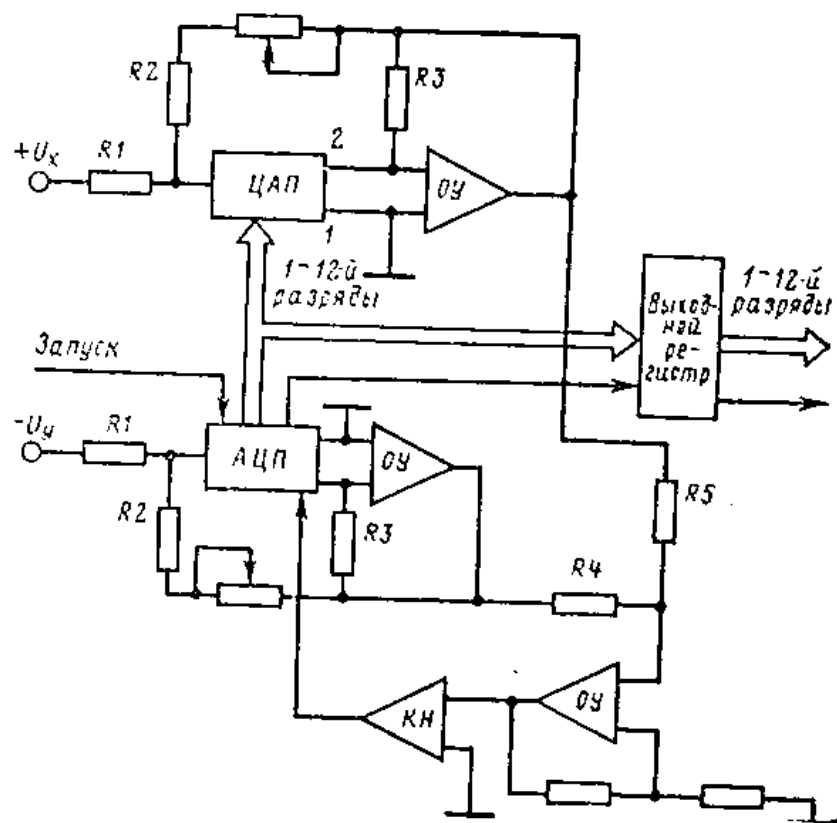 R2
R3
+Uх
R1
ЦАП
2
1
ОУ
1-12-й
разряды
Запуск
Выход-
ной
ре-
гистр
1-12-й
разряды
-Uу
R1
АЦП
ОУ
R2
R3
R5
R4
КН
ОУ